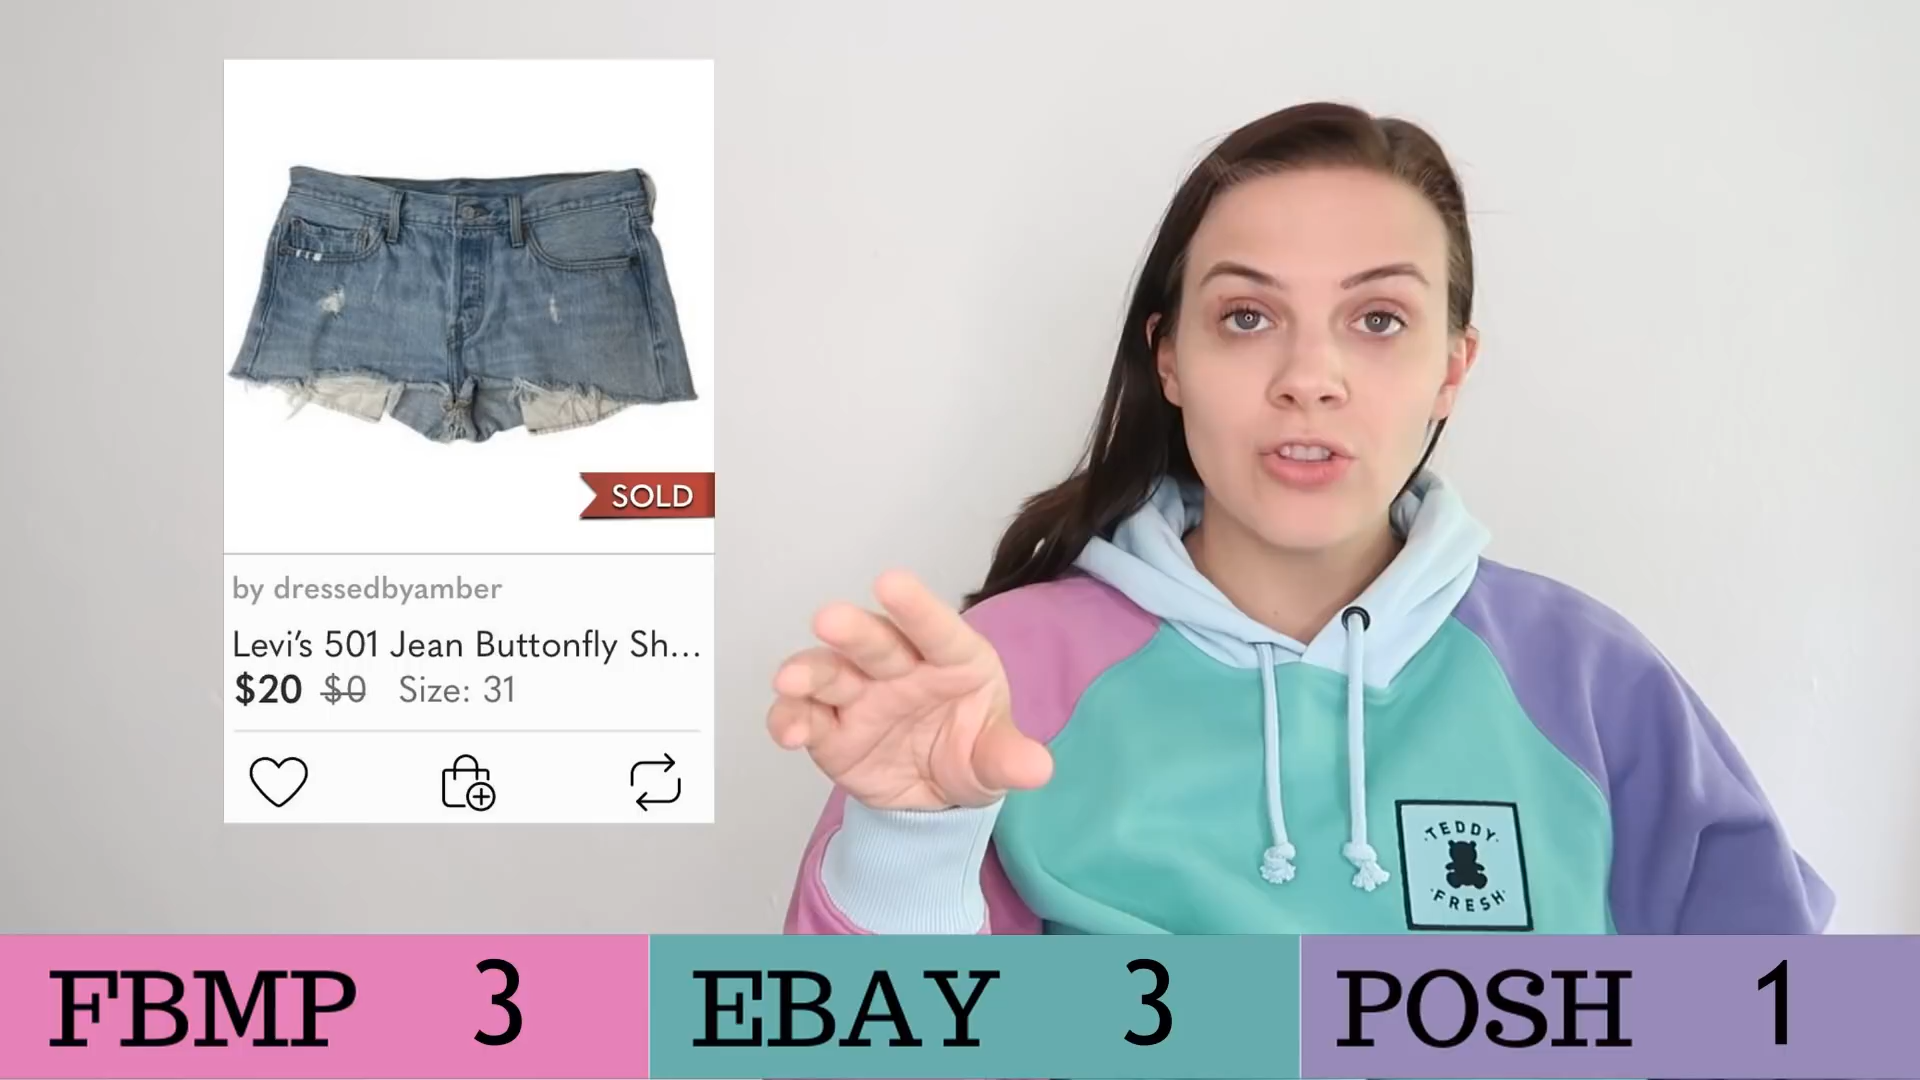 SOLD
by dressedbyamber
Levi's 501 Jean Buttonfly Sh...
$20 $0 Size: 31
TEDDY
FRESH
FBMP 3 EBAY 3 POSH 1